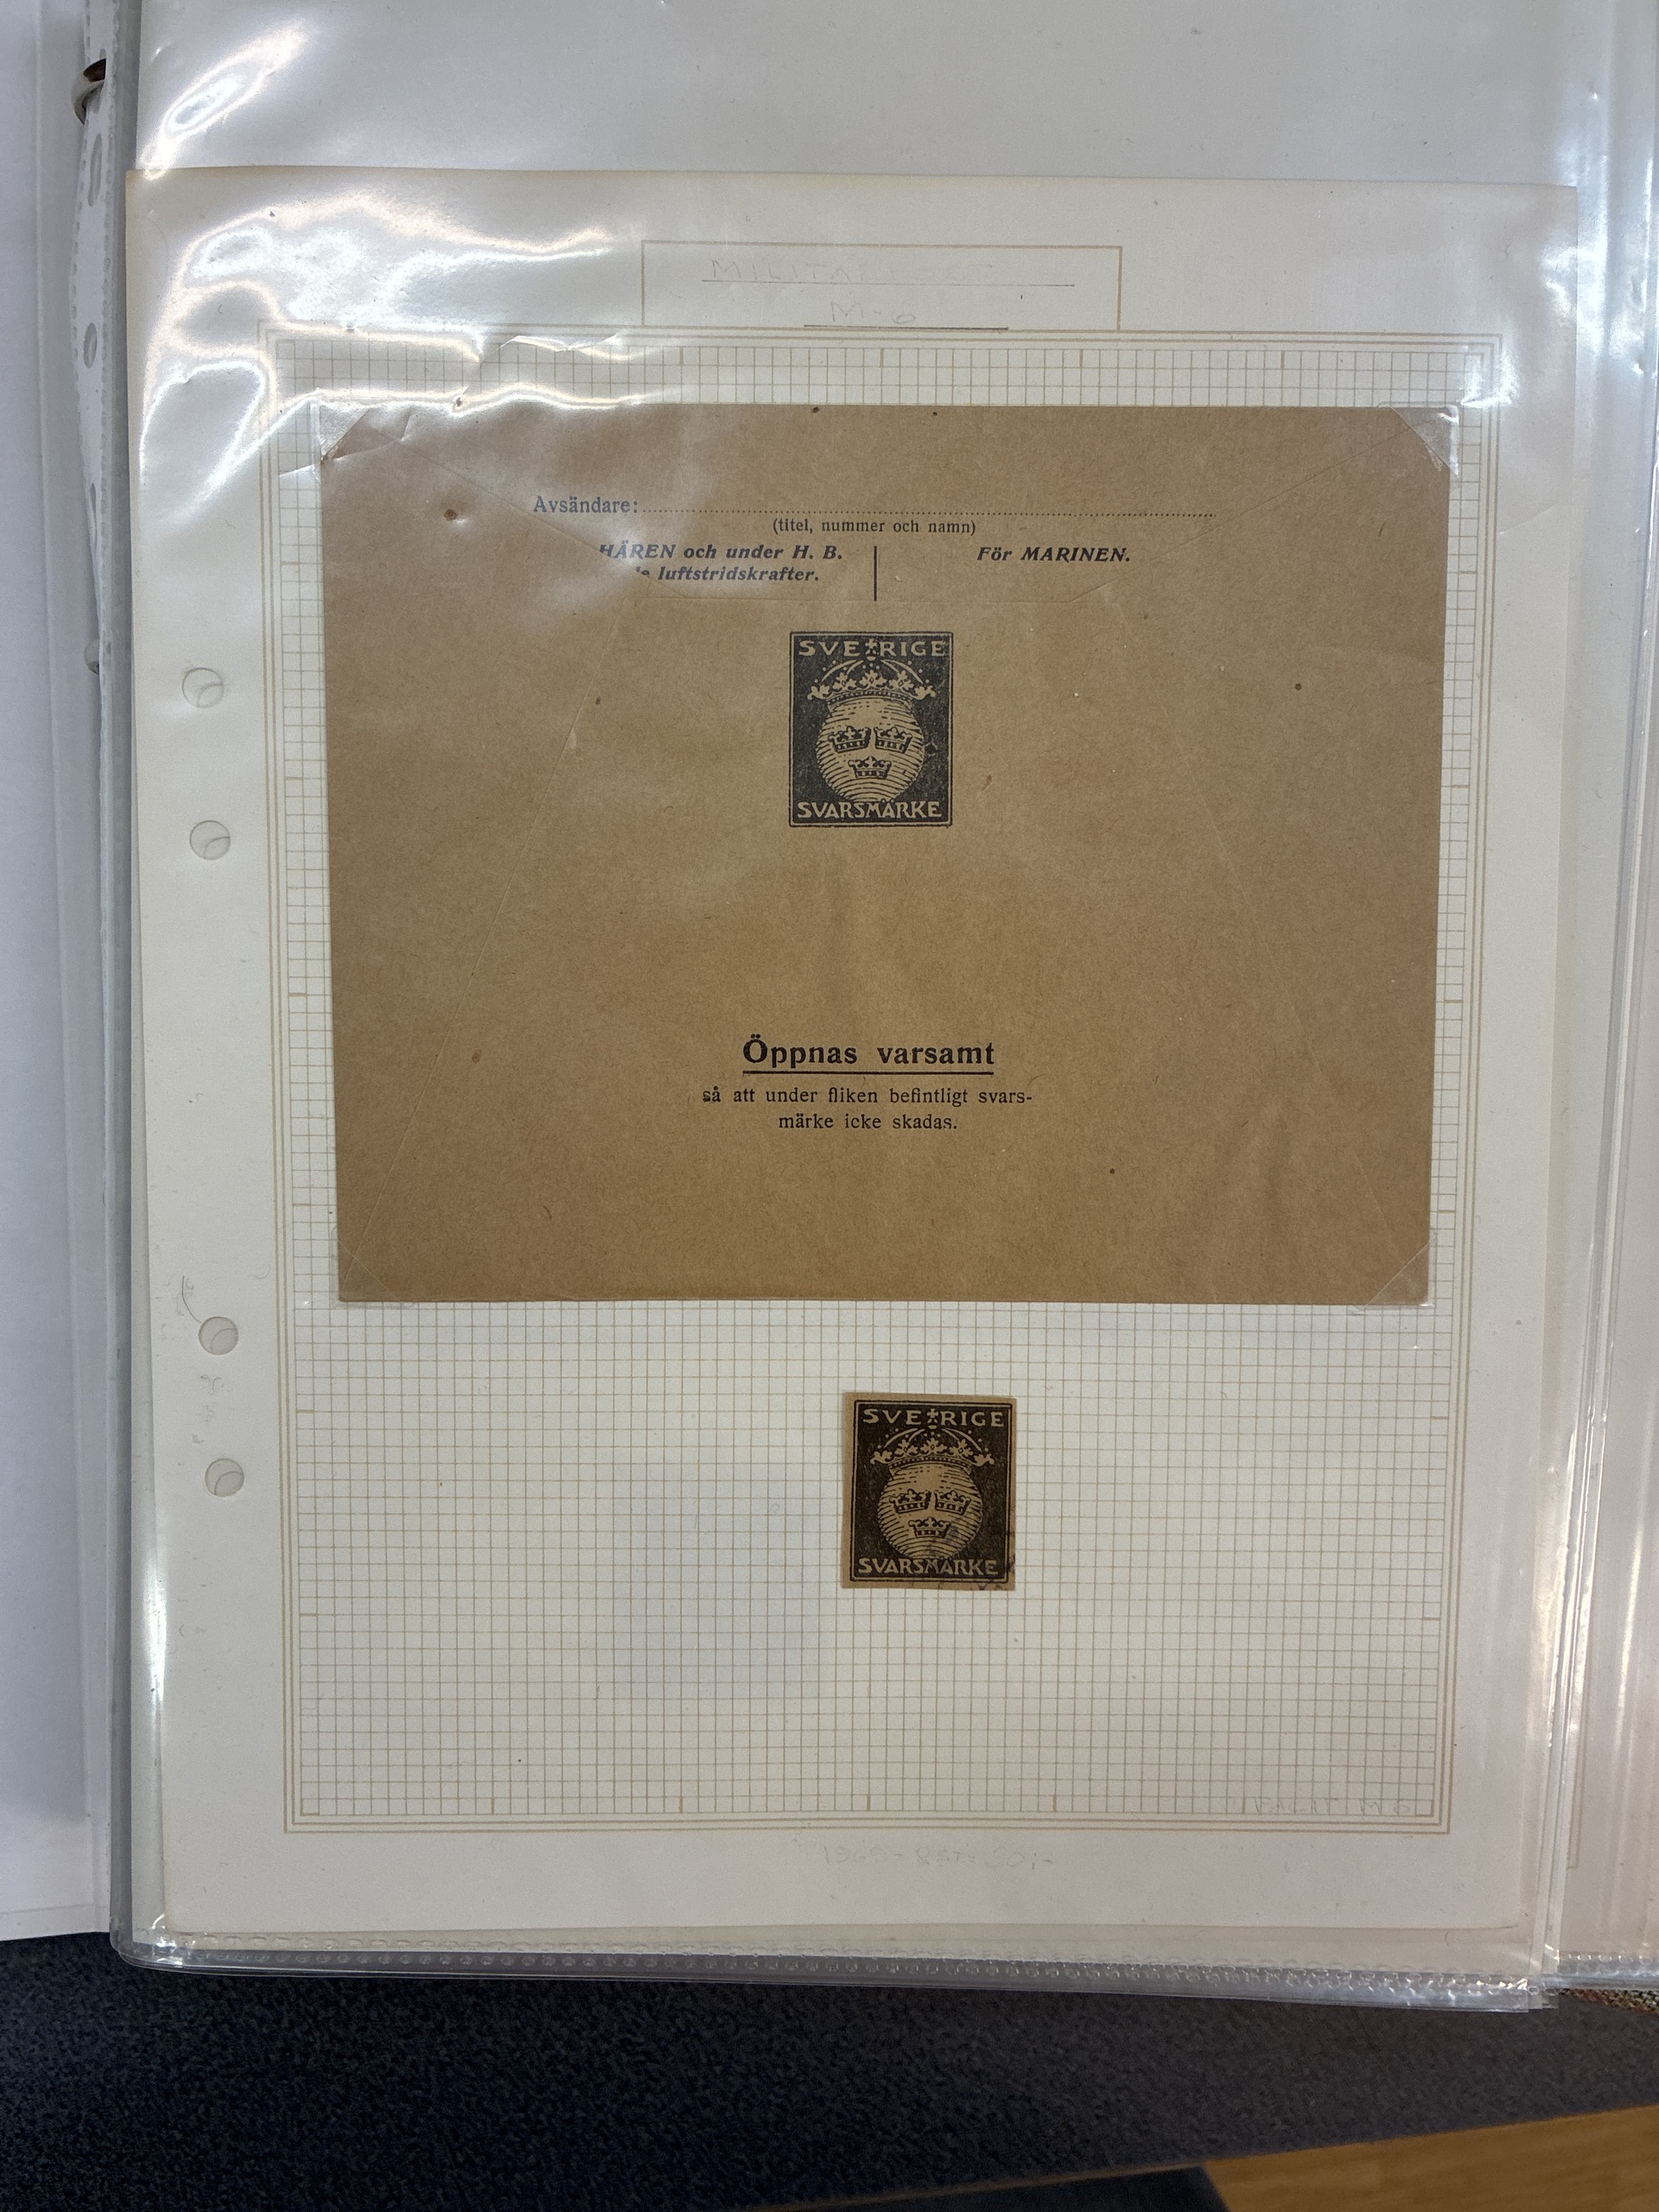 M-6
Avsändare:
(titel, nummer och namn)
HÄREN och under H. B.
luftstridskrafter.
För MARINEN.
SVERIGE
SVARSMÄRKE
Öppnas varsamt
så att under fliken befintligt svars-
märke icke skadas.
SVERIGE
SVARSMÄRKE